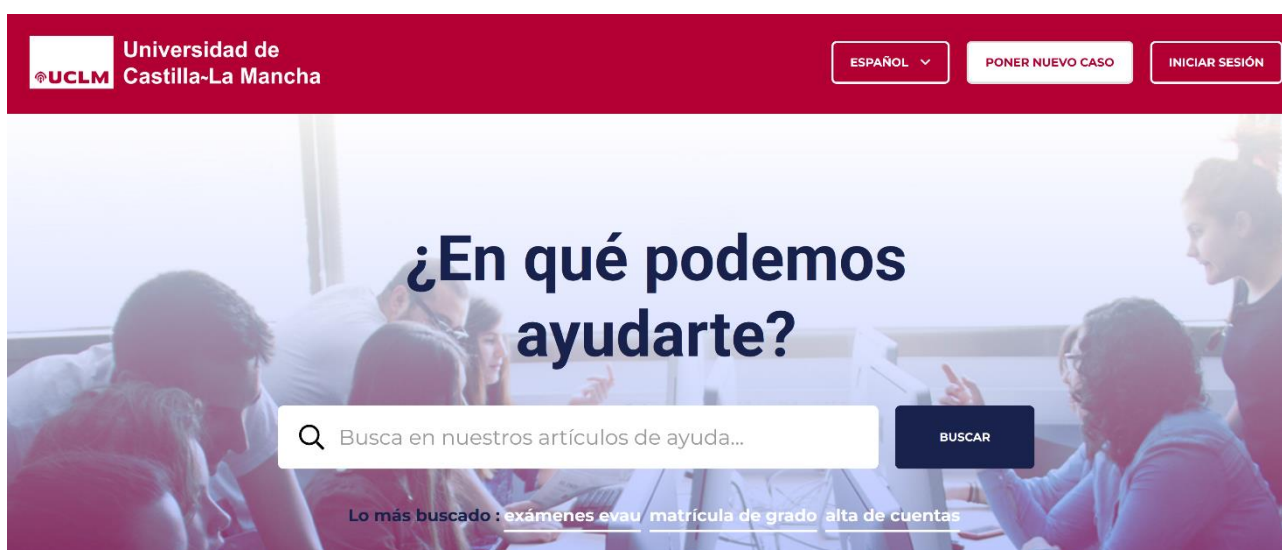 Universidad de
UCLM Castilla~La Mancha
ESPAÑOL PONER NUEVO CASO INICIAR SESIÓN
¿En qué podemos
ayudarte?
Busca en nuestros artículos de ayuda... BUSCAR
Lo más buscado : exámenes evau matrícula de grado alta de cuentas